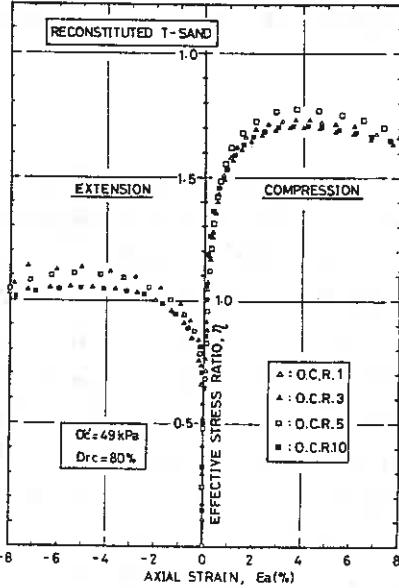 RECONSTITUTED T-SAND
1.0
1.5
EXTENSION
COMPRESSION
1.0
EFFECTIVE STRESS RATIO, η
△ : O.C.R. 1
▲ : O.C.R. 3
□ : O.C.R. 5
■ : O.C.R. 10
0.5
σc'=49 kPa
Drc=80%
-8 -6 -4 -2 0 2 4 6 8
AXIAL STRAIN, Ea(%)